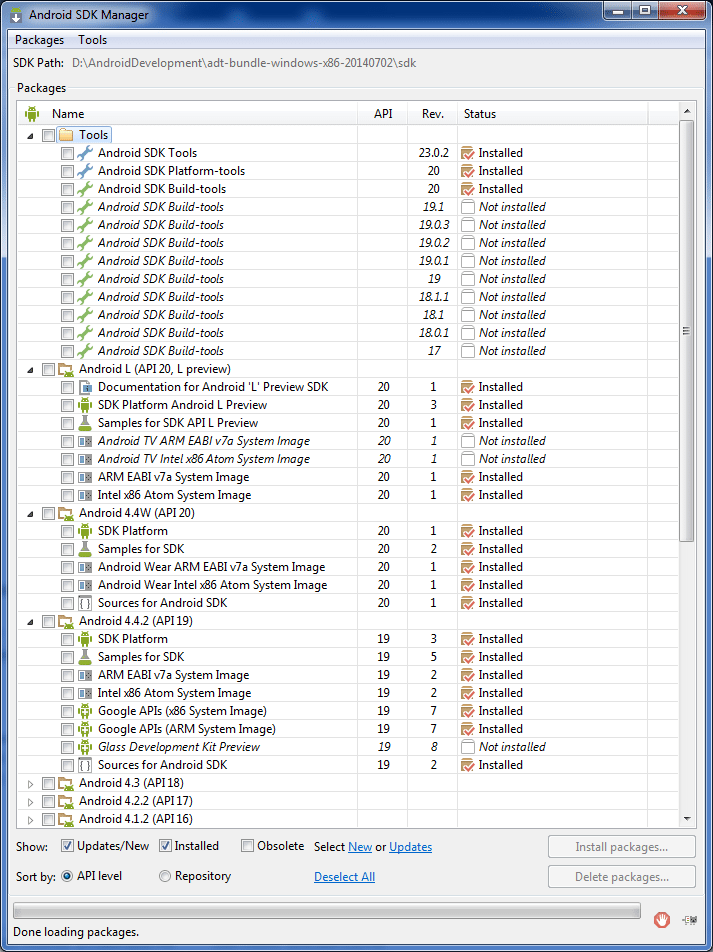 Android SDK Manager
Packages Tools
SDK Path: D:\AndroidDevelopment\adt-bundle-windows-x86-20140702\sdk
Packages
Name API Rev. Status
Tools
Android SDK Tools 23.0.2 Installed
Android SDK Platform-tools 20 Installed
Android SDK Build-tools 20 Installed
Android SDK Build-tools 19.1 Not installed
Android SDK Build-tools 19.0.3 Not installed
Android SDK Build-tools 19.0.2 Not installed
Android SDK Build-tools 19.0.1 Not installed
Android SDK Build-tools 19 Not installed
Android SDK Build-tools 18.1.1 Not installed
Android SDK Build-tools 18.1 Not installed
Android SDK Build-tools 18.0.1 Not installed
Android SDK Build-tools 17 Not installed
Android L (API 20, L preview)
Documentation for Android 'L' Preview SDK 20 1 Installed
SDK Platform Android L Preview 20 3 Installed
Samples for SDK API L Preview 20 1 Installed
Android TV ARM EABI v7a System Image 20 1 Not installed
Android TV Intel x86 Atom System Image 20 1 Not installed
ARM EABI v7a System Image 20 1 Installed
Intel x86 Atom System Image 20 1 Installed
Android 4.4W (API 20)
SDK Platform 20 1 Installed
Samples for SDK 20 2 Installed
Android Wear ARM EABI v7a System Image 20 1 Installed
Android Wear Intel x86 Atom System Image 20 1 Installed
Sources for Android SDK 20 1 Installed
Android 4.4.2 (API 19)
SDK Platform 19 3 Installed
Samples for SDK 19 5 Installed
ARM EABI v7a System Image 19 2 Installed
Intel x86 Atom System Image 19 2 Installed
Google APIs (x86 System Image) 19 7 Installed
Google APIs (ARM System Image) 19 7 Installed
Glass Development Kit Preview 19 8 Not installed
Sources for Android SDK 19 2 Installed
Android 4.3 (API 18)
Android 4.2.2 (API 17)
Android 4.1.2 (API 16)
Show: Updates/New Installed Obsolete Select New or Updates Install packages...
Sort by: API level Repository Deselect All Delete packages...
Done loading packages.